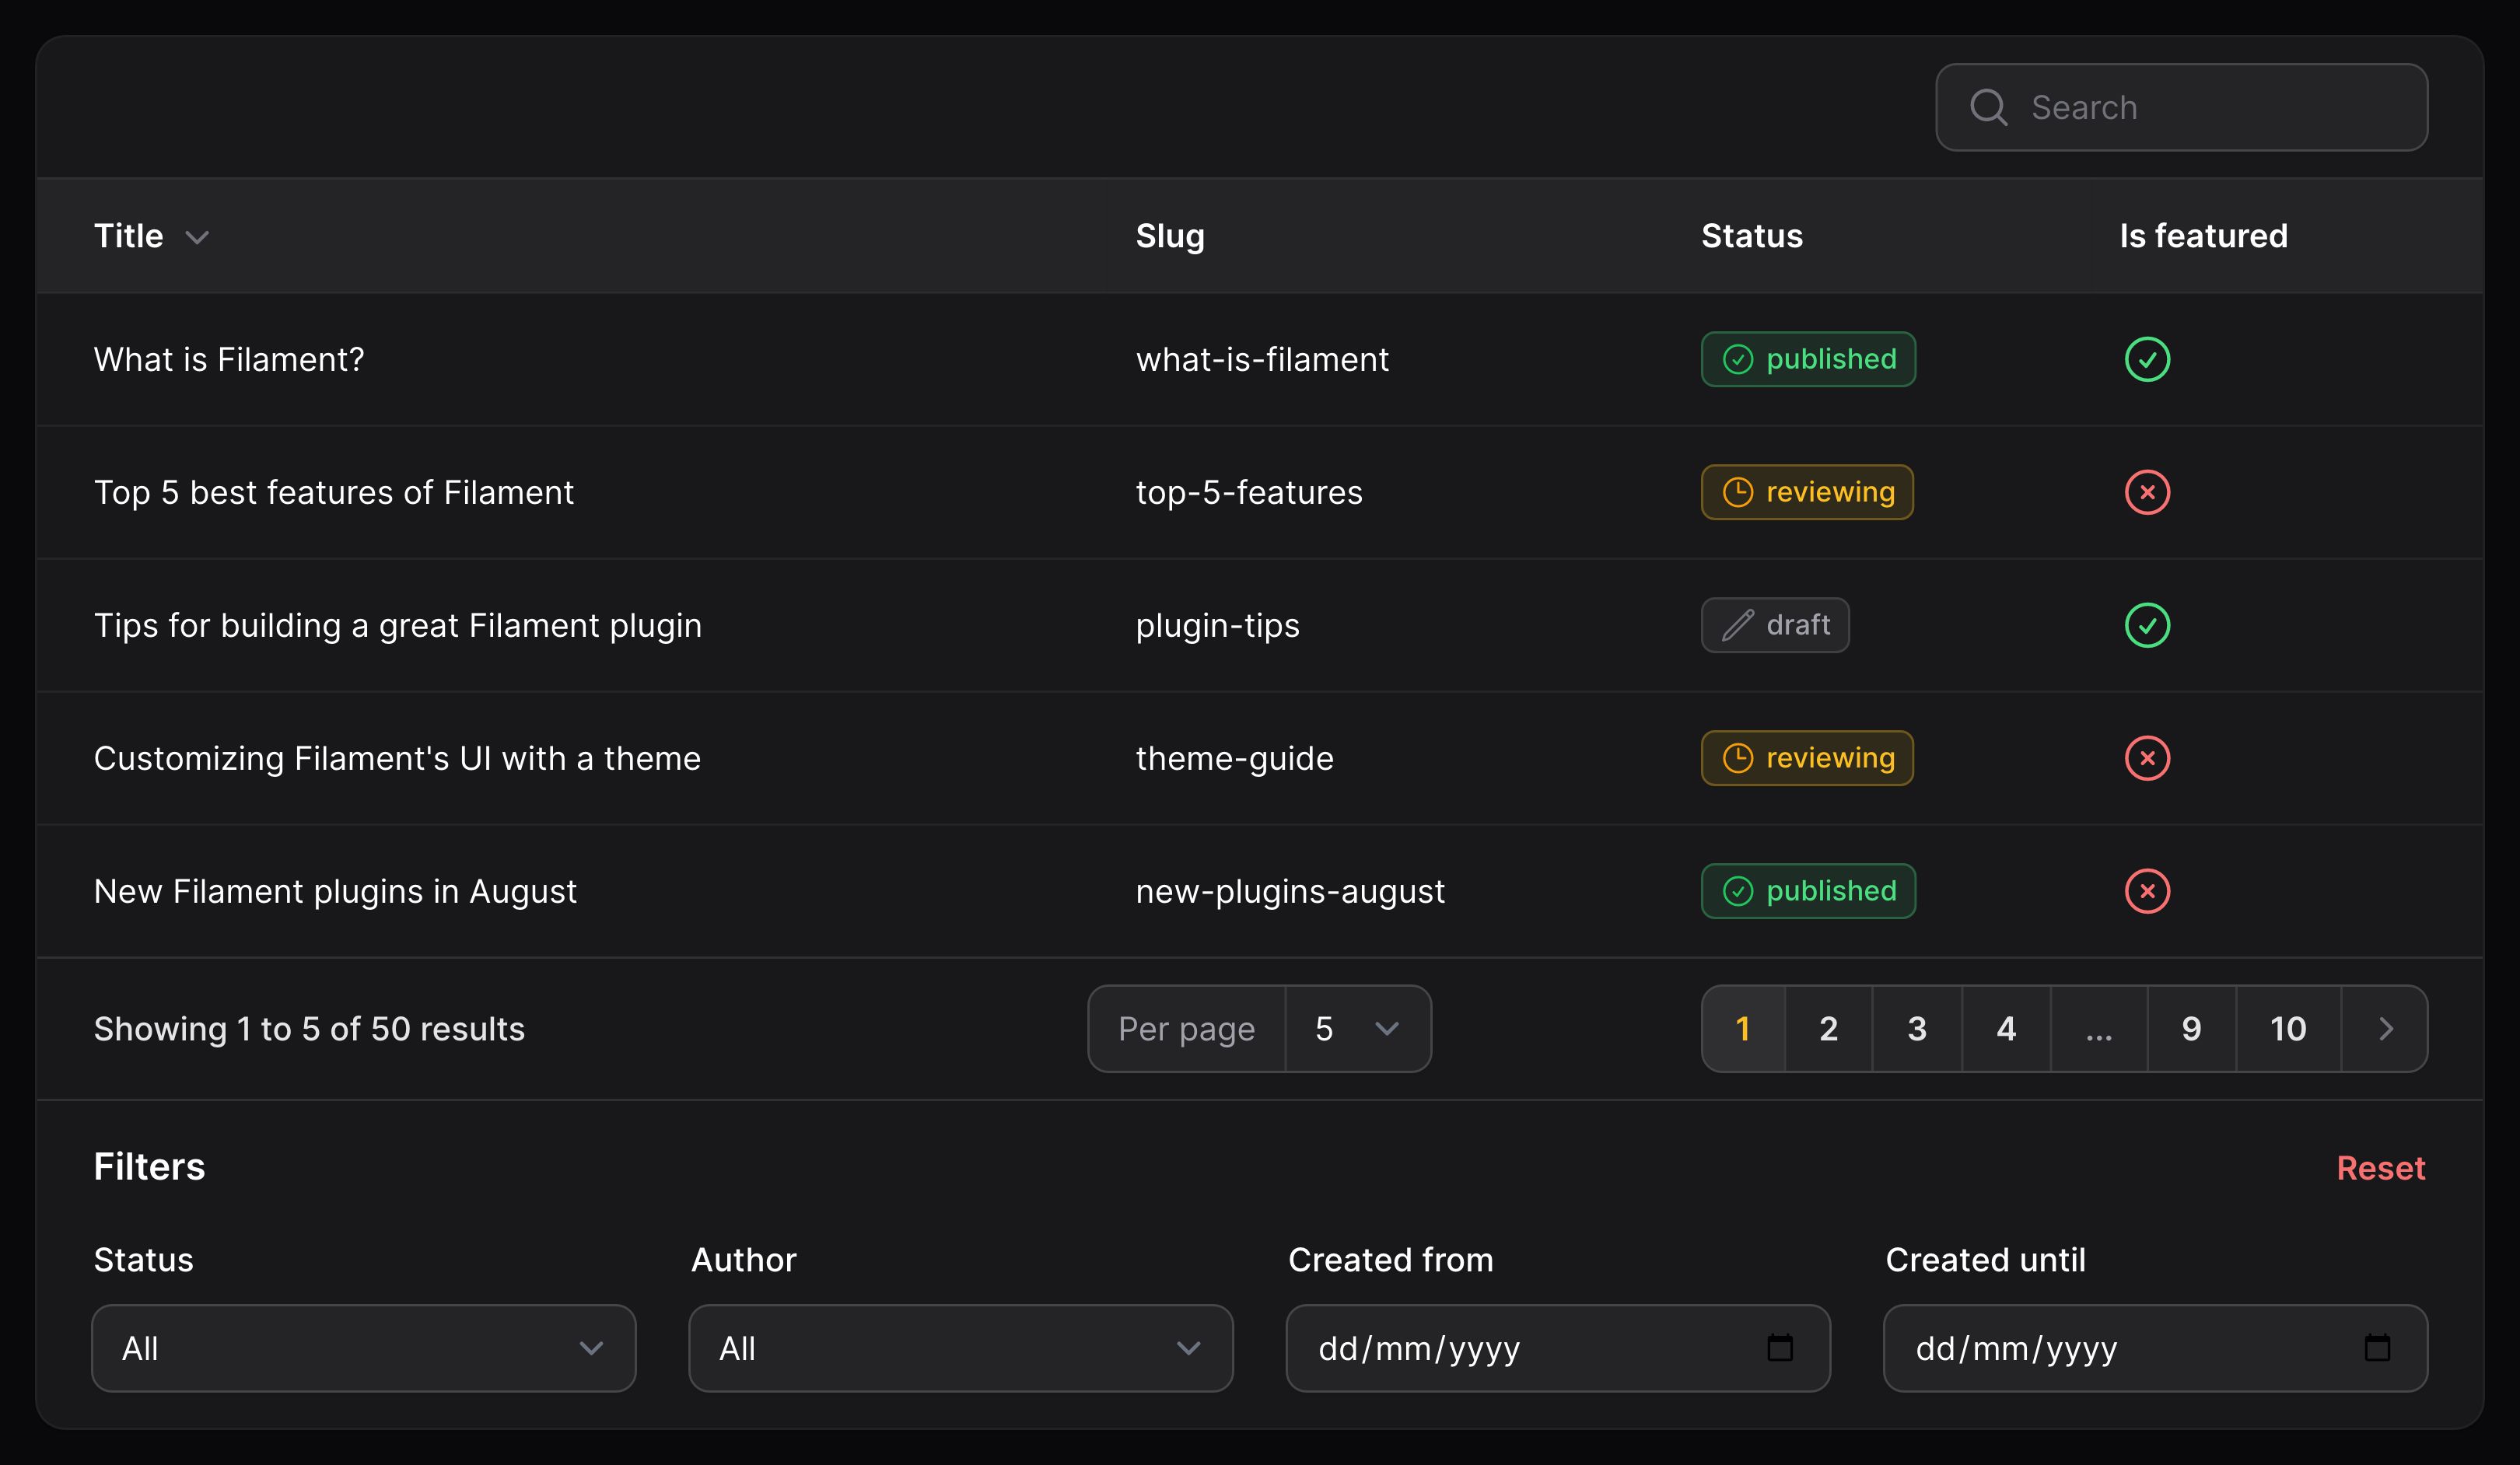 Search
Title Slug Status Is featured
What is Filament? what-is-filament published
Top 5 best features of Filament top-5-features reviewing
Tips for building a great Filament plugin plugin-tips draft
Customizing Filament's UI with a theme theme-guide reviewing
New Filament plugins in August new-plugins-august published
Showing 1 to 5 of 50 results Per page 5 1 2 3 4 ... 9 10
Filters Reset
Status Author Created from Created until
All All dd/mm/yyyy dd/mm/yyyy